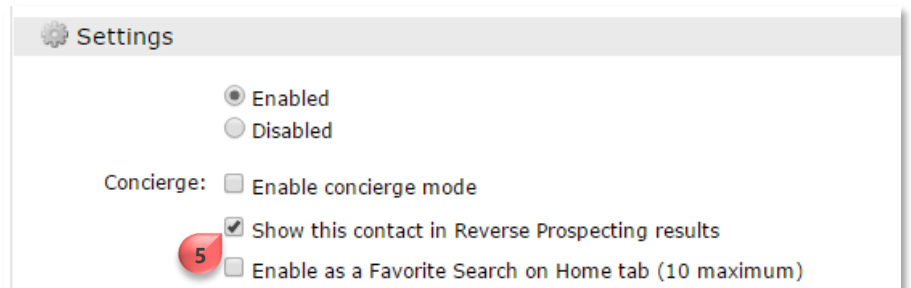 Settings
Enabled
Disabled
Concierge: Enable concierge mode
Show this contact in Reverse Prospecting results
5
Enable as a Favorite Search on Home tab (10 maximum)